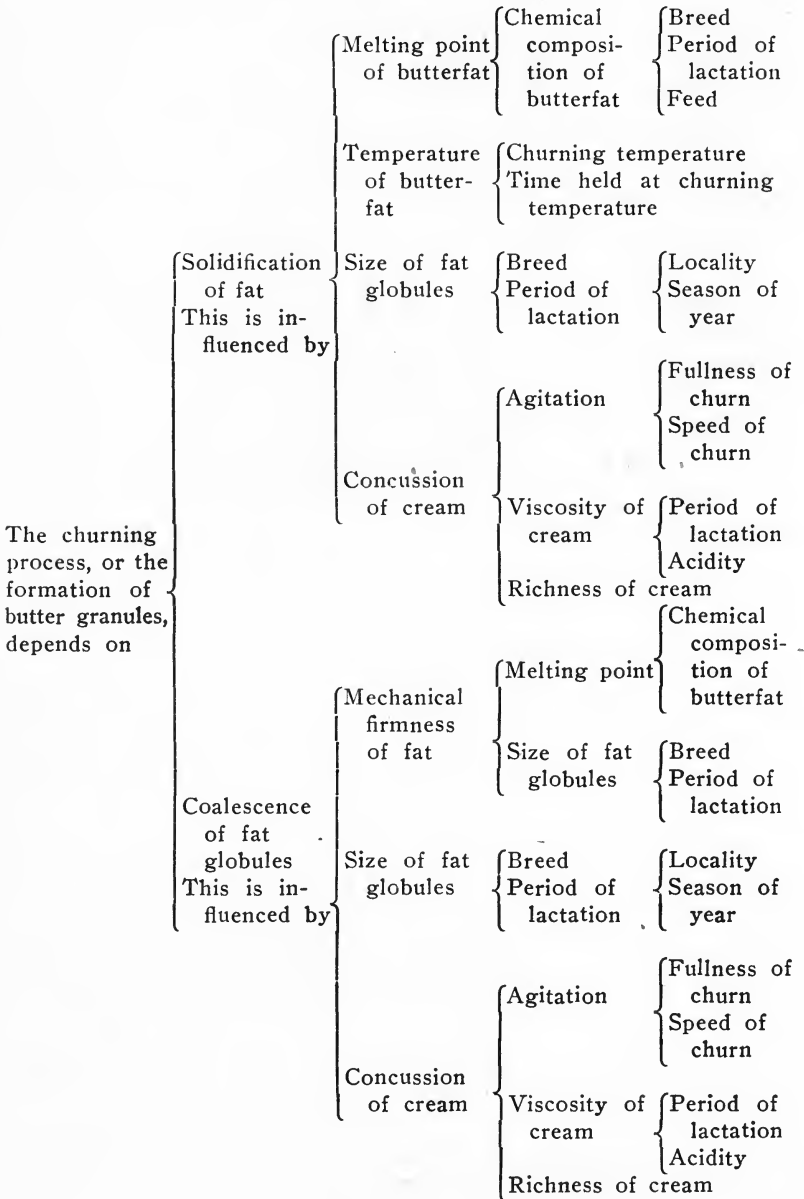 Melting point
of butterfat
Chemical
composi-
tion of
butterfat
Breed
Period of
lactation
Feed
Temperature
of butter-
fat
Churning temperature
Time held at churning
temperature
Solidification
of fat
This is in-
fluenced by
Size of fat
globules
Breed
Period of
lactation
Locality
Season of
year
Concussion
of cream
Agitation
Fullness of
churn
Speed of
churn
Viscosity of
cream
Period of
lactation
Acidity
Richness of cream
The churning
process, or the
formation of
butter granules,
depends on
Coalescence
of fat
globules
This is in-
fluenced by
Mechanical
firmness
of fat
Melting point
Chemical
composi-
tion of
butterfat
Size of fat
globules
Breed
Period of
lactation
Size of fat
globules
Breed
Period of
lactation
Locality
Season of
year
Concussion
of cream
Agitation
Fullness of
churn
Speed of
churn
Viscosity of
cream
Period of
lactation
Acidity
Richness of cream